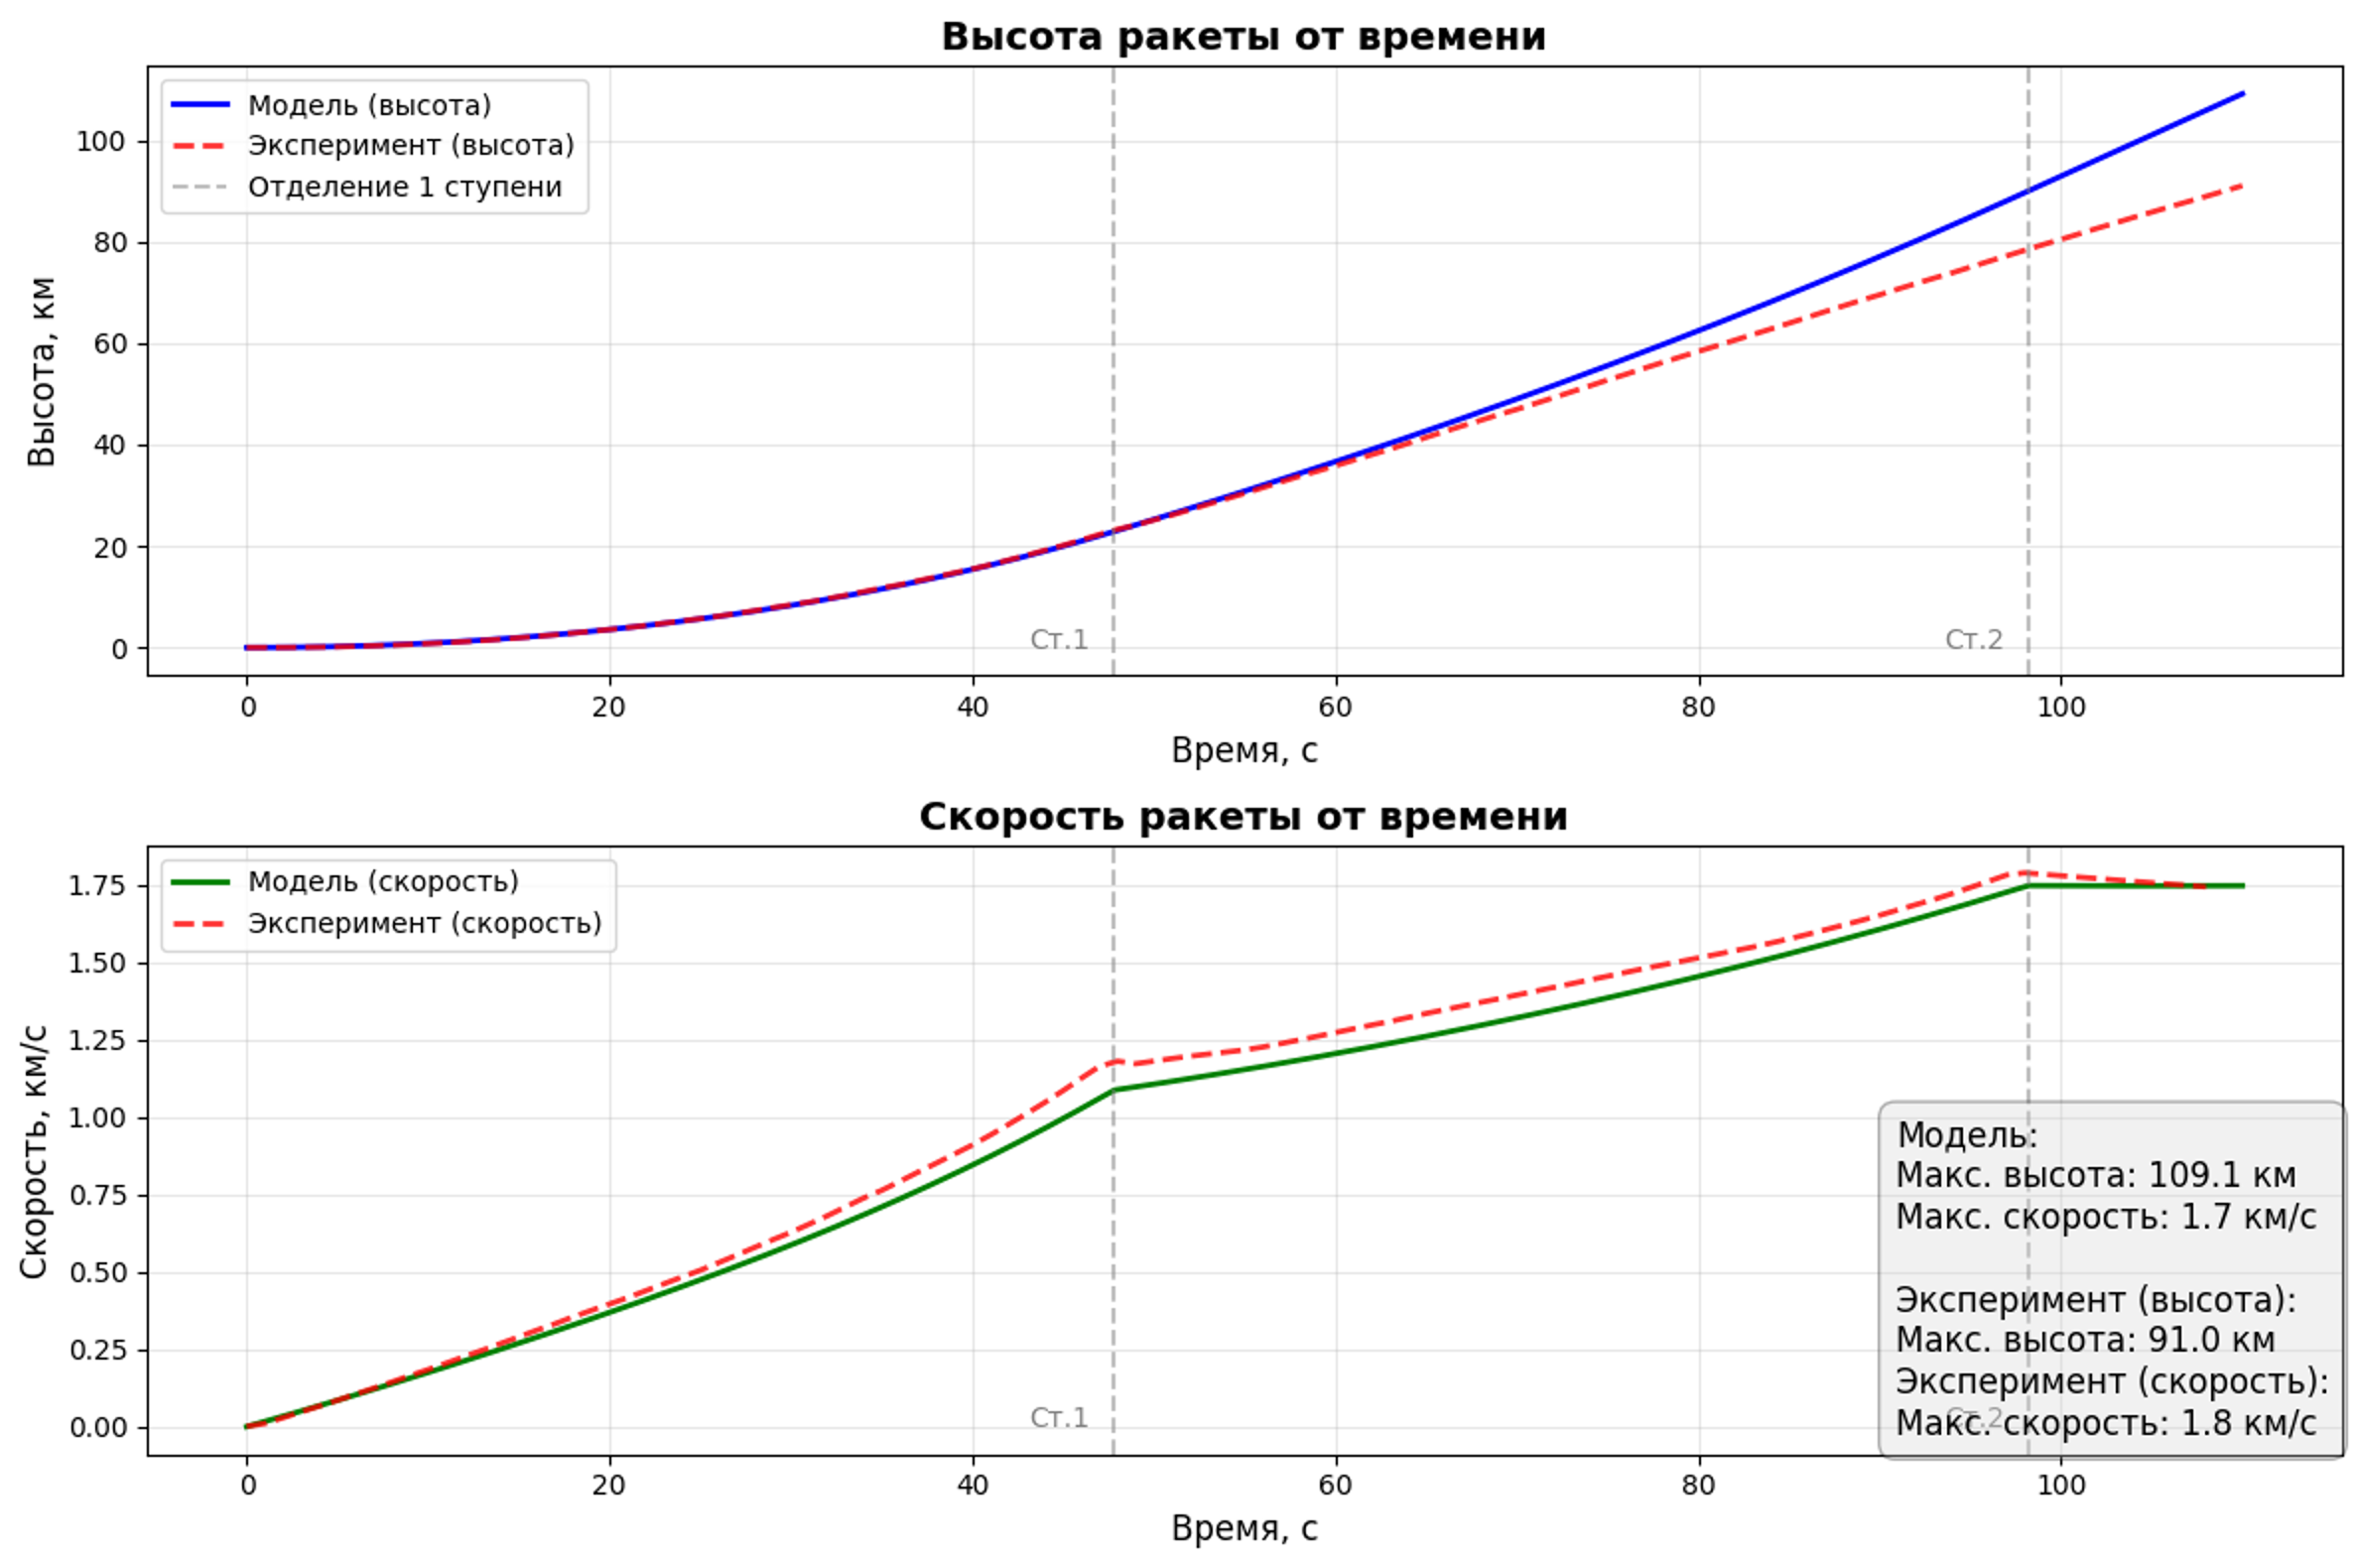 Высота ракеты от времени
Модель (высота)
Эксперимент (высота)
Отделение 1 ступени
100
80
60
40
20
0
Высота, км
Ст.1
Ст.2
0
20
40
60
80
100
Время, с
Скорость ракеты от времени
Модель (скорость)
Эксперимент (скорость)
1.75
1.50
1.25
1.00
0.75
0.50
0.25
0.00
Скорость, км/с
Ст.1
Ст.2
Модель:
Макс. высота: 109.1 км
Макс. скорость: 1.7 км/с
Эксперимент (высота):
Макс. высота: 91.0 км
Эксперимент (скорость):
Макс. скорость: 1.8 км/с
0
20
40
60
80
100
Время, с